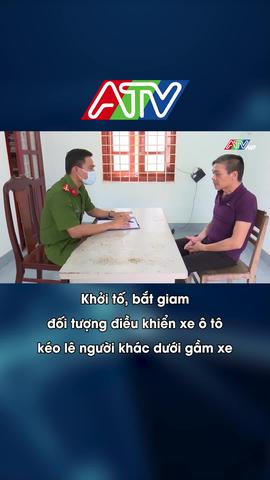 ATV
ATV HD
Khởi tố, bắt giam
đối tượng điều khiển xe ô tô
kéo lê người khác dưới gầm xe